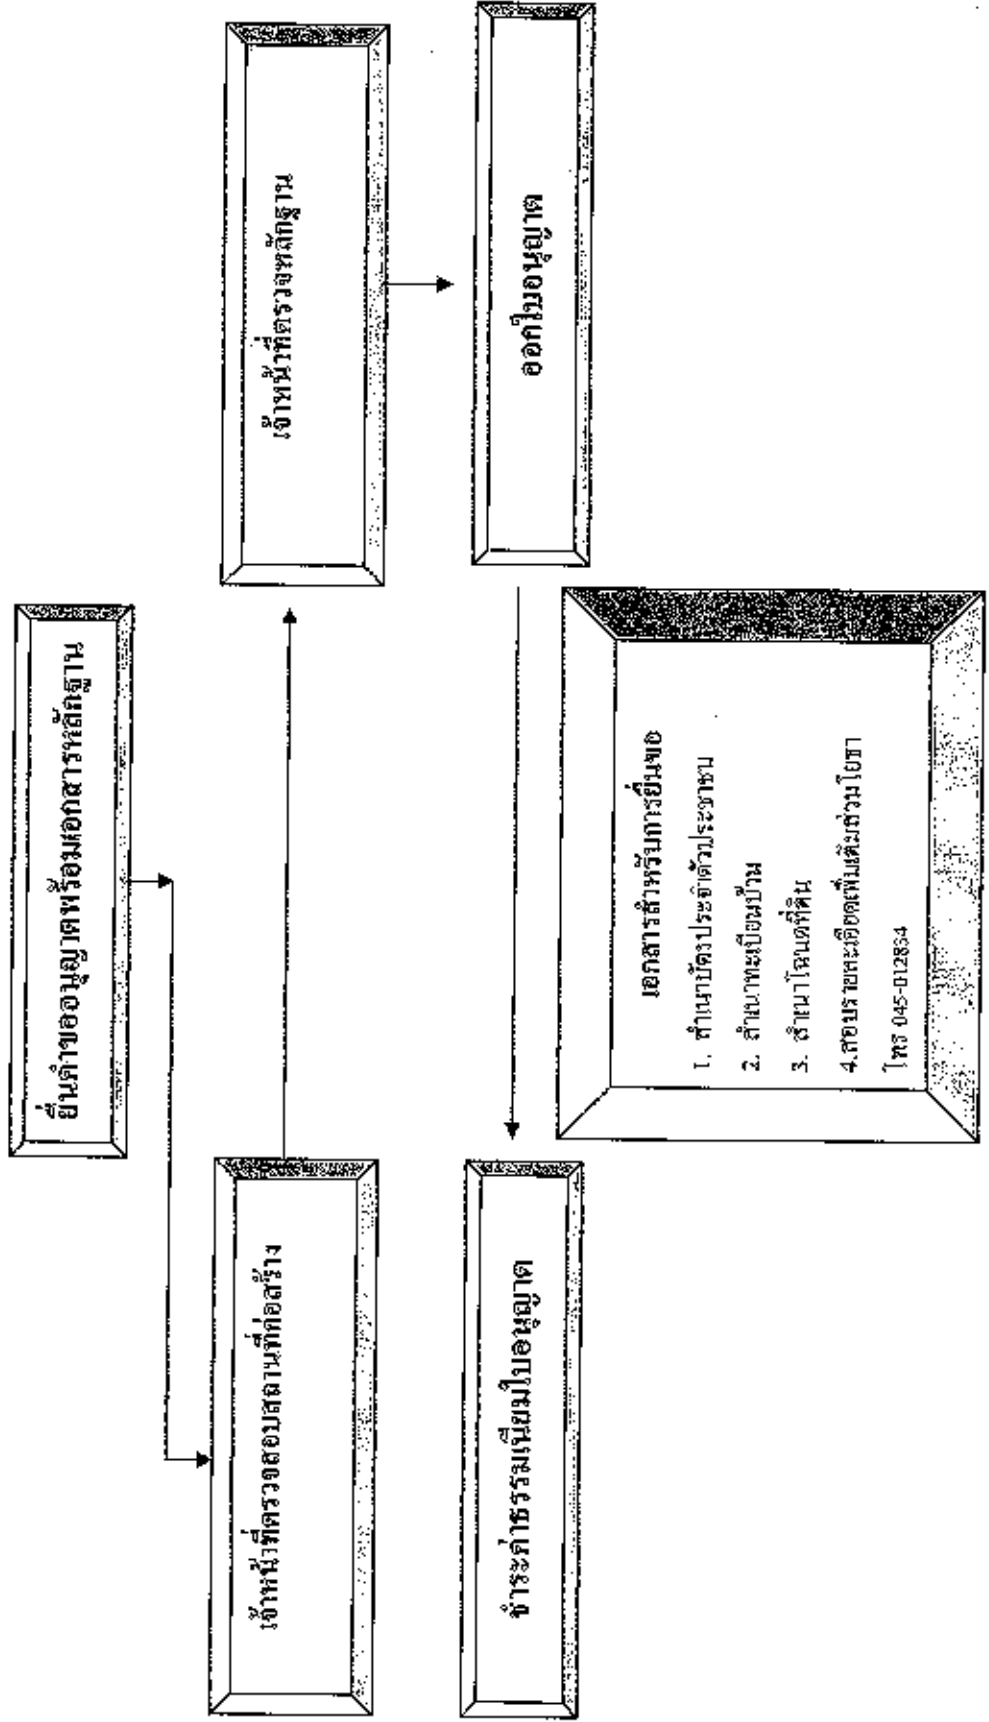 ยื่นคำขออนุญาตพร้อมเอกสารหลักฐาน
เจ้าหน้าที่ตรวจสอบสถานที่ก่อสร้าง
เจ้าหน้าที่ตรวจหลักฐาน
ออกใบอนุญาต
ชำระค่าธรรมเนียมใบอนุญาต
เอกสารสำหรับการยื่นขอ
1. สำเนาบัตรประจำตัวประชาชน
2. สำเนาทะเบียนบ้าน
3. สำเนาโฉนดที่ดิน
4.สอบรายละเอียดเพิ่มเติมส่วนโยธา
โทร 045-012864